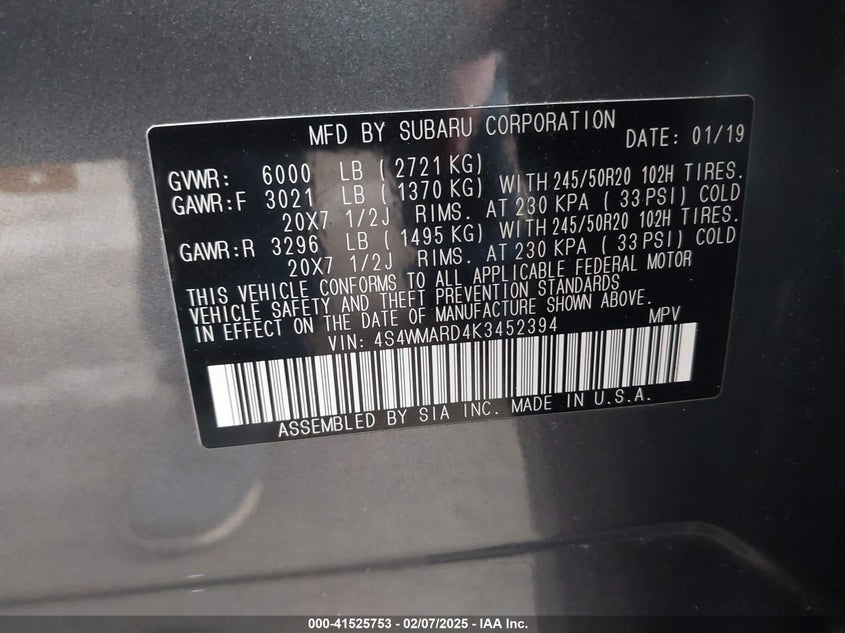 MFD BY SUBARU CORPORATION DATE: 01/19
GVWR: 6000 LB (2721 KG)
GAWR:F 3021 LB (1370 KG) WITH 245/50R20 102H TIRES.
20X7 1/2J RIMS. AT 230 KPA (33 PSI) COLD
GAWR:R 3296 LB (1495 KG) WITH 245/50R20 102H TIRES.
20X7 1/2J RIMS. AT 230 KPA (33 PSI) COLD
THIS VEHICLE CONFORMS TO ALL APPLICABLE FEDERAL MOTOR
VEHICLE SAFETY AND THEFT PREVENTION STANDARDS
IN EFFECT ON THE DATE OF MANUFACTURE SHOWN ABOVE.
VIN: 4S4WMARD4K3452394 MPV
ASSEMBLED BY SIA INC. MADE IN U.S.A.
000-41525753 - 02/07/2025 - IAA Inc.